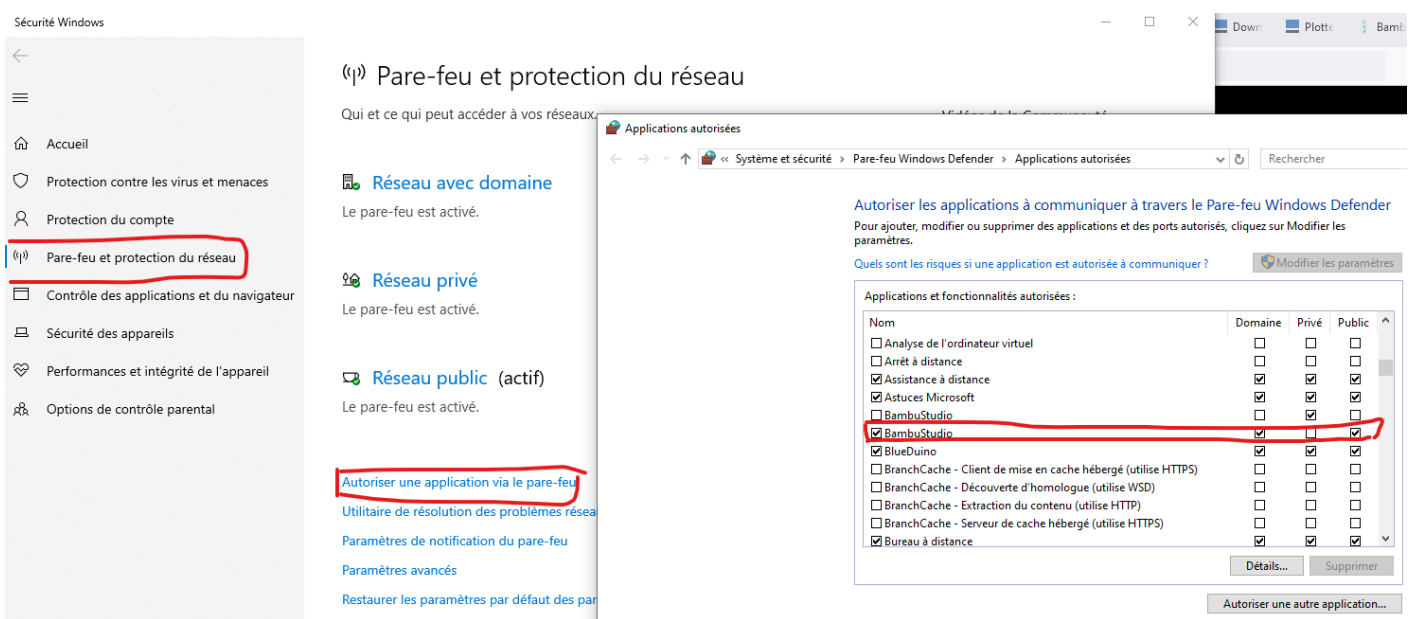 Sécurité Windows
Down
Plotte
Bamb
Accueil
Protection contre les virus et menaces
Protection du compte
Pare-feu et protection du réseau
Contrôle des applications et du navigateur
Sécurité des appareils
Performances et intégrité de l'appareil
Options de contrôle parental
Pare-feu et protection du réseau
Qui et ce qui peut accéder à vos réseaux.
Réseau avec domaine
Le pare-feu est activé.
Réseau privé
Le pare-feu est activé.
Réseau public (actif)
Le pare-feu est activé.
Autoriser une application via le pare-feu
Utilitaire de résolution des problèmes résea
Paramètres de notification du pare-feu
Paramètres avancés
Restaurer les paramètres par défaut des par
Applications autorisées
« Système et sécurité > Pare-feu Windows Defender > Applications autorisées
Rechercher
Autoriser les applications à communiquer à travers le Pare-feu Windows Defender
Pour ajouter, modifier ou supprimer des applications et des ports autorisés, cliquez sur Modifier les
paramètres.
Quels sont les risques si une application est autorisée à communiquer ?
Modifier les paramètres
Applications et fonctionnalités autorisées :
Nom Domaine Privé Public
Analyse de l'ordinateur virtuel
Arrêt à distance
Assistance à distance
Astuces Microsoft
BambuStudio
BambuStudio
BlueDuino
BranchCache - Client de mise en cache hébergé (utilise HTTPS)
BranchCache - Découverte d'homologue (utilise WSD)
BranchCache - Extraction du contenu (utilise HTTP)
BranchCache - Serveur de cache hébergé (utilise HTTPS)
Bureau à distance
Détails...
Supprimer
Autoriser une autre application...